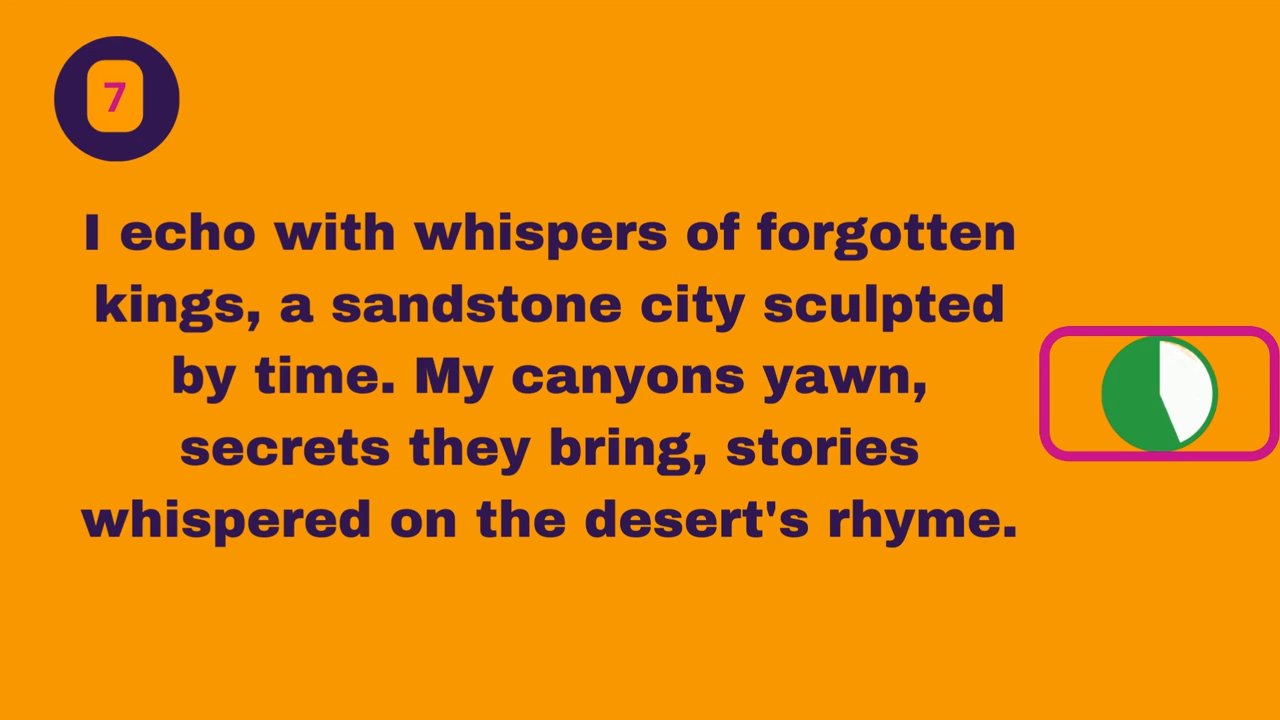 7
I echo with whispers of forgotten
kings, a sandstone city sculpted
by time. My canyons yawn,
secrets they bring, stories
whispered on the desert's rhyme.